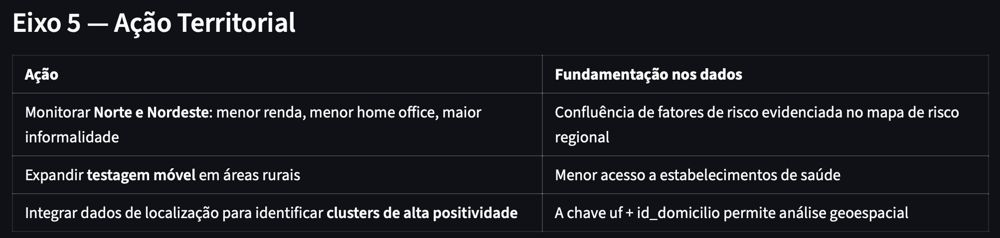 Eixo 5 — Ação Territorial
Ação
Fundamentação nos dados
Monitorar Norte e Nordeste: menor renda, menor home office, maior
informalidade
Confluência de fatores de risco evidenciada no mapa de risco
regional
Expandir testagem móvel em áreas rurais
Menor acesso a estabelecimentos de saúde
Integrar dados de localização para identificar clusters de alta positividade
A chave uf + id_domicilio permite análise geoespacial